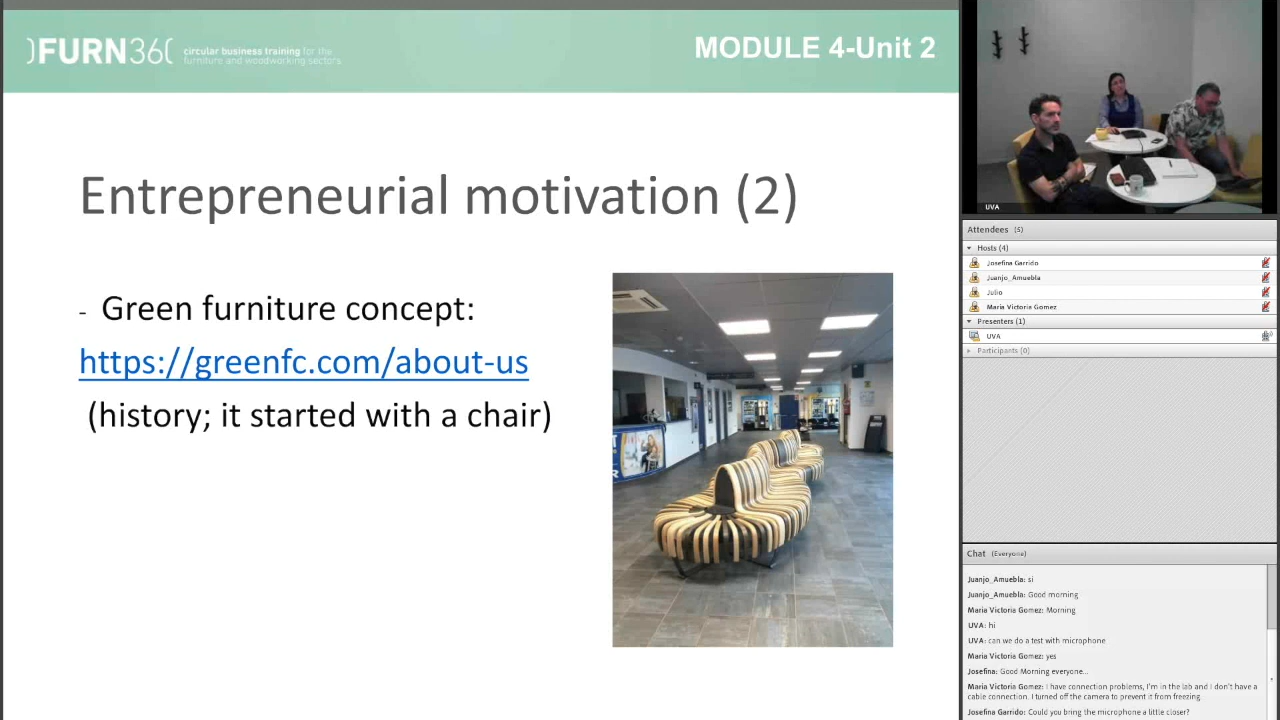 )FURN36(
circular business training for the
furniture and woodworking sectors
MODULE 4-Unit 2
Entrepreneurial motivation (2)
- Green furniture concept:
https://greenfc.com/about-us
(history; it started with a chair)
UVA
Attendees (5)
Hosts (4)
Josefina Garrido
Juanjo_Amuebla
Julio
Maria Victoria Gomez
Presenters (1)
UVA
Participants (0)
Chat (Everyone)
Juanjo_Amuebla: si
Juanjo_Amuebla: Good morning
Maria Victoria Gomez: Morning
UVA: hi
UVA: can we do a test with microphone
Maria Victoria Gomez: yes
Josefina: Good Morning everyone...
Maria Victoria Gomez: I have connection problems, I'm in the lab and I don't have a
cable connection. I turned off the camera to prevent it from freezing
Josefina Garrido: Could you bring the microphone a little closer?